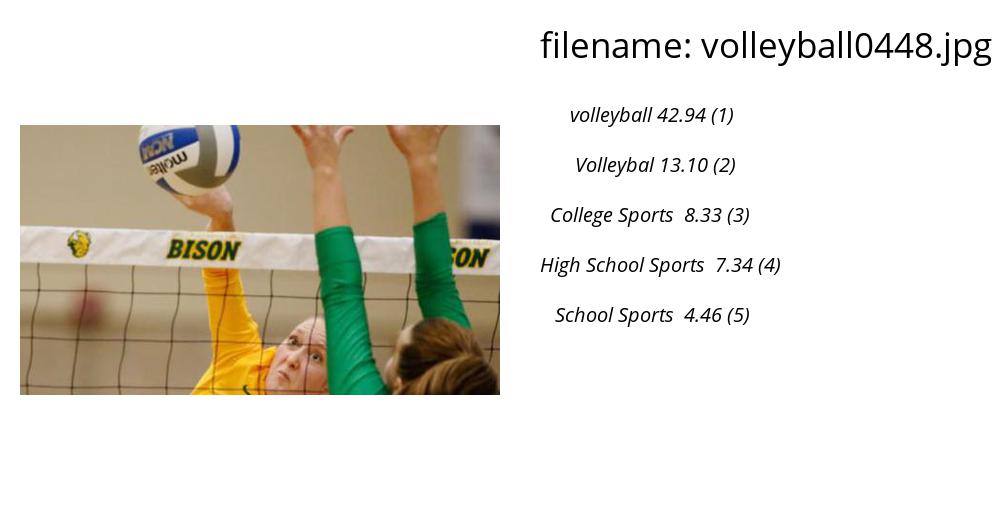 filename: volleyball0448.jpg
volleyball 42.94 (1)
Volleybal 13.10 (2)
College Sports 8.33 (3)
High School Sports 7.34 (4)
School Sports 4.46 (5)
NCAA
molten
BISON
SON